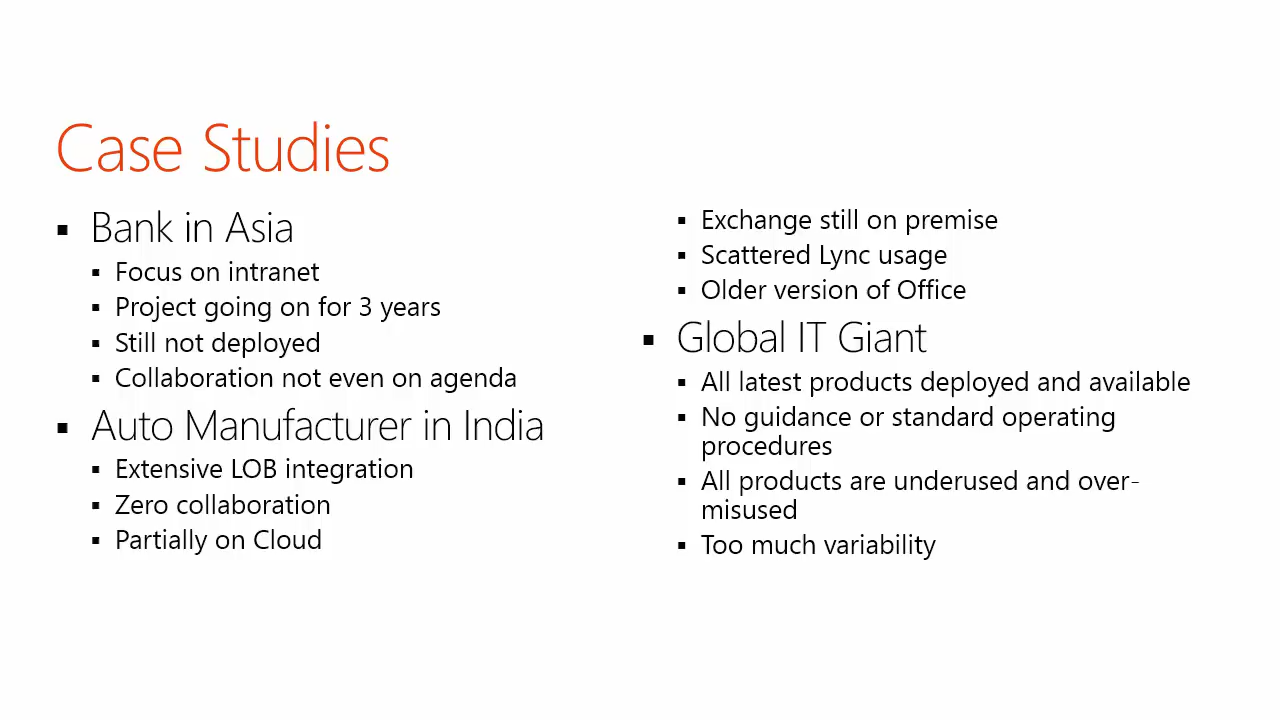 Case Studies
▪ Bank in Asia
▪ Focus on intranet
▪ Project going on for 3 years
▪ Still not deployed
▪ Collaboration not even on agenda
▪ Auto Manufacturer in India
▪ Extensive LOB integration
▪ Zero collaboration
▪ Partially on Cloud
▪ Exchange still on premise
▪ Scattered Lync usage
▪ Older version of Office
▪ Global IT Giant
▪ All latest products deployed and available
▪ No guidance or standard operating
procedures
▪ All products are underused and over-
misused
▪ Too much variability